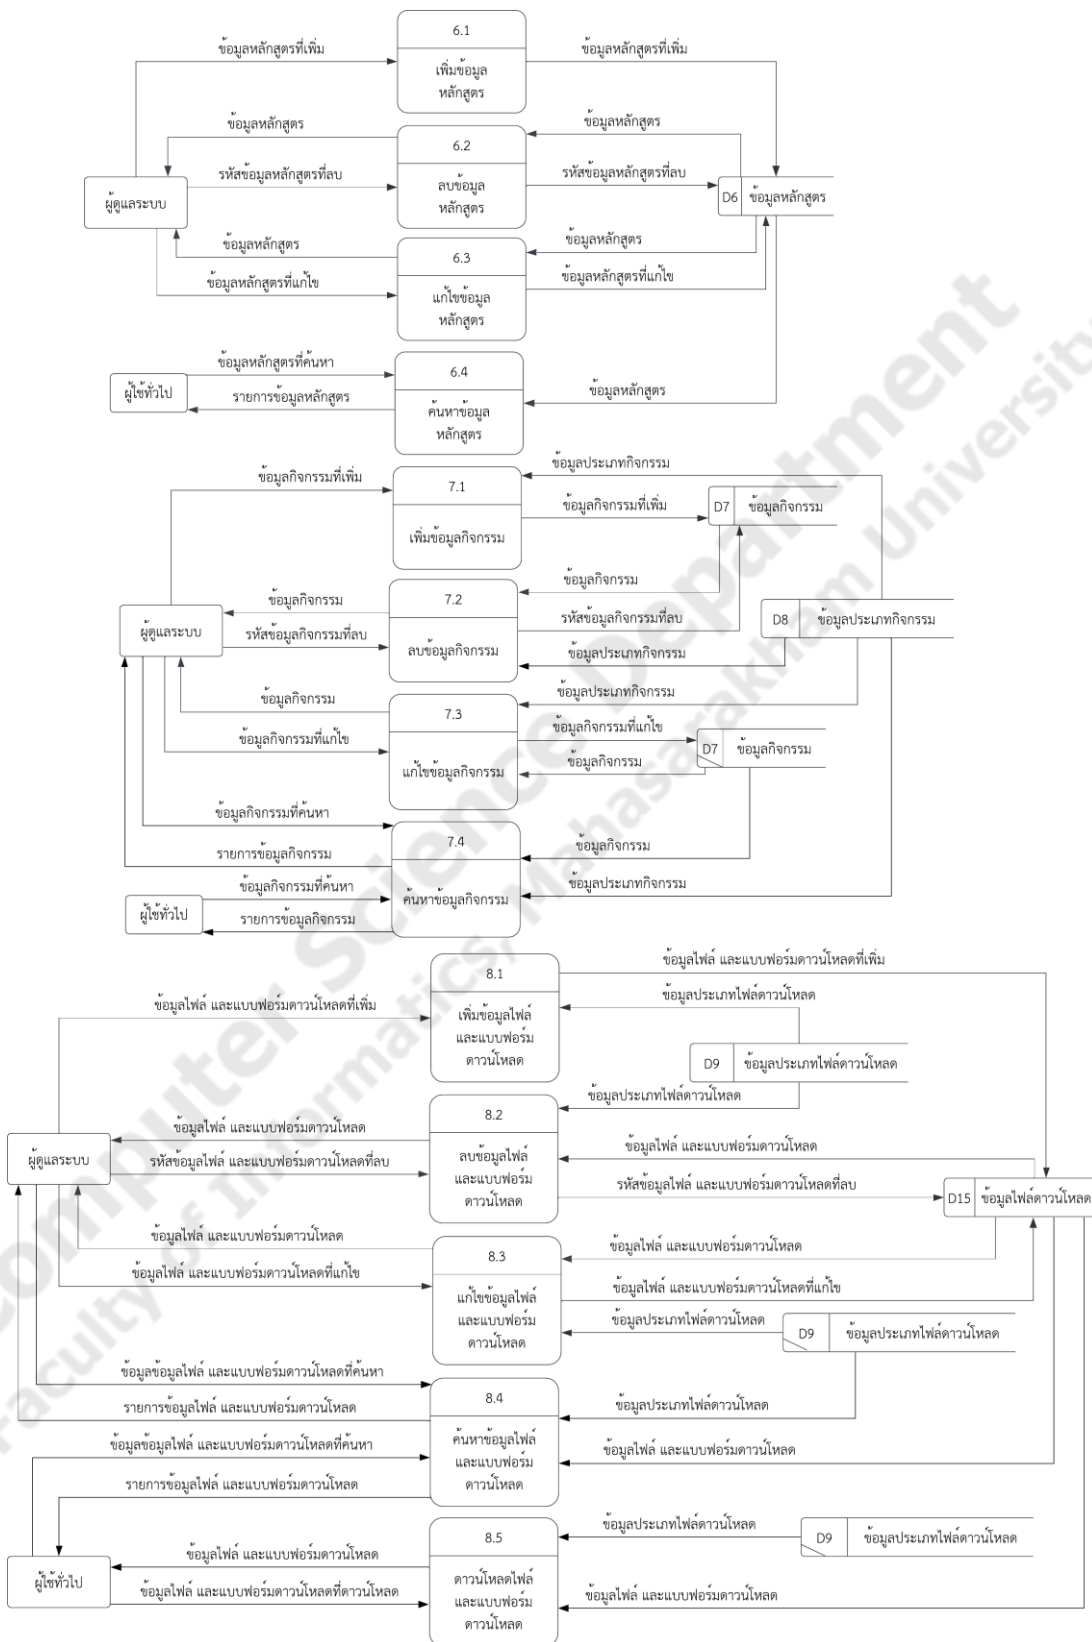 6.1
ข้อมูลหลักสูตรที่เพิ่ม
ข้อมูลหลักสูตรที่เพิ่ม
เพิ่มข้อมูล
หลักสูตร
ข้อมูลหลักสูตร
ข้อมูลหลักสูตร
6.2
รหัสข้อมูลหลักสูตรที่ลบ
รหัสข้อมูลหลักสูตรที่ลบ
ลบข้อมูล
หลักสูตร
ผู้ดูแลระบบ
D6 ข้อมูลหลักสูตร
ข้อมูลหลักสูตร
ข้อมูลหลักสูตร
6.3
ข้อมูลหลักสูตรที่แก้ไข
ข้อมูลหลักสูตรที่แก้ไข
แก้ไขข้อมูล
หลักสูตร
ข้อมูลหลักสูตรที่ค้นหา
6.4
ผู้ใช้ทั่วไป
รายการข้อมูลหลักสูตร
ข้อมูลหลักสูตร
ค้นหาข้อมูล
หลักสูตร
ข้อมูลประเภทกิจกรรม
ข้อมูลกิจกรรมที่เพิ่ม
7.1
ข้อมูลกิจกรรมที่เพิ่ม
D7 ข้อมูลกิจกรรม
เพิ่มข้อมูลกิจกรรม
ข้อมูลกิจกรรม
ข้อมูลกิจกรรม
7.2
รหัสข้อมูลกิจกรรมที่ลบ
D8 ข้อมูลประเภทกิจกรรม
ผู้ดูแลระบบ
รหัสข้อมูลกิจกรรมที่ลบ
ลบข้อมูลกิจกรรม
ข้อมูลประเภทกิจกรรม
ข้อมูลประเภทกิจกรรม
ข้อมูลกิจกรรม
7.3
ข้อมูลกิจกรรมที่แก้ไข
ข้อมูลกิจกรรมที่แก้ไข
D7 ข้อมูลกิจกรรม
ข้อมูลกิจกรรม
แก้ไขข้อมูลกิจกรรม
ข้อมูลกิจกรรมที่ค้นหา
7.4
ข้อมูลกิจกรรม
รายการข้อมูลกิจกรรม
ข้อมูลกิจกรรมที่ค้นหา
ข้อมูลประเภทกิจกรรม
ค้นหาข้อมูลกิจกรรม
ผู้ใช้ทั่วไป
รายการข้อมูลกิจกรรม
ข้อมูลไฟล์ และแบบฟอร์มดาวน์โหลดที่เพิ่ม
8.1
ข้อมูลประเภทไฟล์ดาวน์โหลด
ข้อมูลไฟล์ และแบบฟอร์มดาวน์โหลดที่เพิ่ม
เพิ่มข้อมูลไฟล์
และแบบฟอร์ม
ดาวน์โหลด
D9 ข้อมูลประเภทไฟล์ดาวน์โหลด
ข้อมูลประเภทไฟล์ดาวน์โหลด
8.2
ข้อมูลไฟล์ และแบบฟอร์มดาวน์โหลด
ข้อมูลไฟล์ และแบบฟอร์มดาวน์โหลด
ผู้ดูแลระบบ
รหัสข้อมูลไฟล์ และแบบฟอร์มดาวน์โหลดที่ลบ
ลบข้อมูลไฟล์
และแบบฟอร์ม
ดาวน์โหลด
รหัสข้อมูลไฟล์ และแบบฟอร์มดาวน์โหลดที่ลบ
D15 ข้อมูลไฟล์ดาวน์โหลด
ข้อมูลไฟล์ และแบบฟอร์มดาวน์โหลด
8.3
ข้อมูลไฟล์ และแบบฟอร์มดาวน์โหลด
ข้อมูลไฟล์ และแบบฟอร์มดาวน์โหลดที่แก้ไข
ข้อมูลไฟล์ และแบบฟอร์มดาวน์โหลดที่แก้ไข
แก้ไขข้อมูลไฟล์
และแบบฟอร์ม
ดาวน์โหลด
ข้อมูลประเภทไฟล์ดาวน์โหลด
D9 ข้อมูลประเภทไฟล์ดาวน์โหลด
ข้อมูลข้อมูลไฟล์ และแบบฟอร์มดาวน์โหลดที่ค้นหา
8.4
ข้อมูลประเภทไฟล์ดาวน์โหลด
รายการข้อมูลไฟล์ และแบบฟอร์มดาวน์โหลด
ข้อมูลข้อมูลไฟล์ และแบบฟอร์มดาวน์โหลดที่ค้นหา
ค้นหาข้อมูลไฟล์
และแบบฟอร์ม
ดาวน์โหลด
ข้อมูลไฟล์ และแบบฟอร์มดาวน์โหลด
รายการข้อมูลไฟล์ และแบบฟอร์มดาวน์โหลด
8.5
ข้อมูลประเภทไฟล์ดาวน์โหลด
D9 ข้อมูลประเภทไฟล์ดาวน์โหลด
ข้อมูลไฟล์ และแบบฟอร์มดาวน์โหลด
ผู้ใช้ทั่วไป
ดาวน์โหลดไฟล์
และแบบฟอร์ม
ดาวน์โหลด
ข้อมูลไฟล์ และแบบฟอร์มดาวน์โหลดที่ดาวน์โหลด
ข้อมูลไฟล์ และแบบฟอร์มดาวน์โหลด
Computer Science Department
Faculty of Informatics, Mahasarakham University